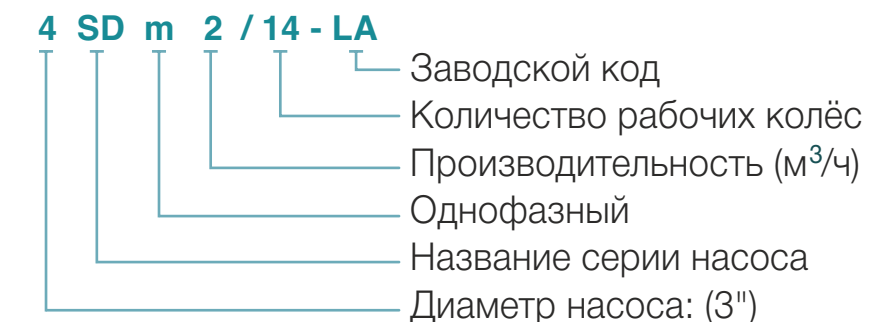 4 SD m 2 / 14 - LA
Заводской код
Количество рабочих колёс
Производительность (м³/ч)
Однофазный
Название серии насоса
Диаметр насоса: (3")